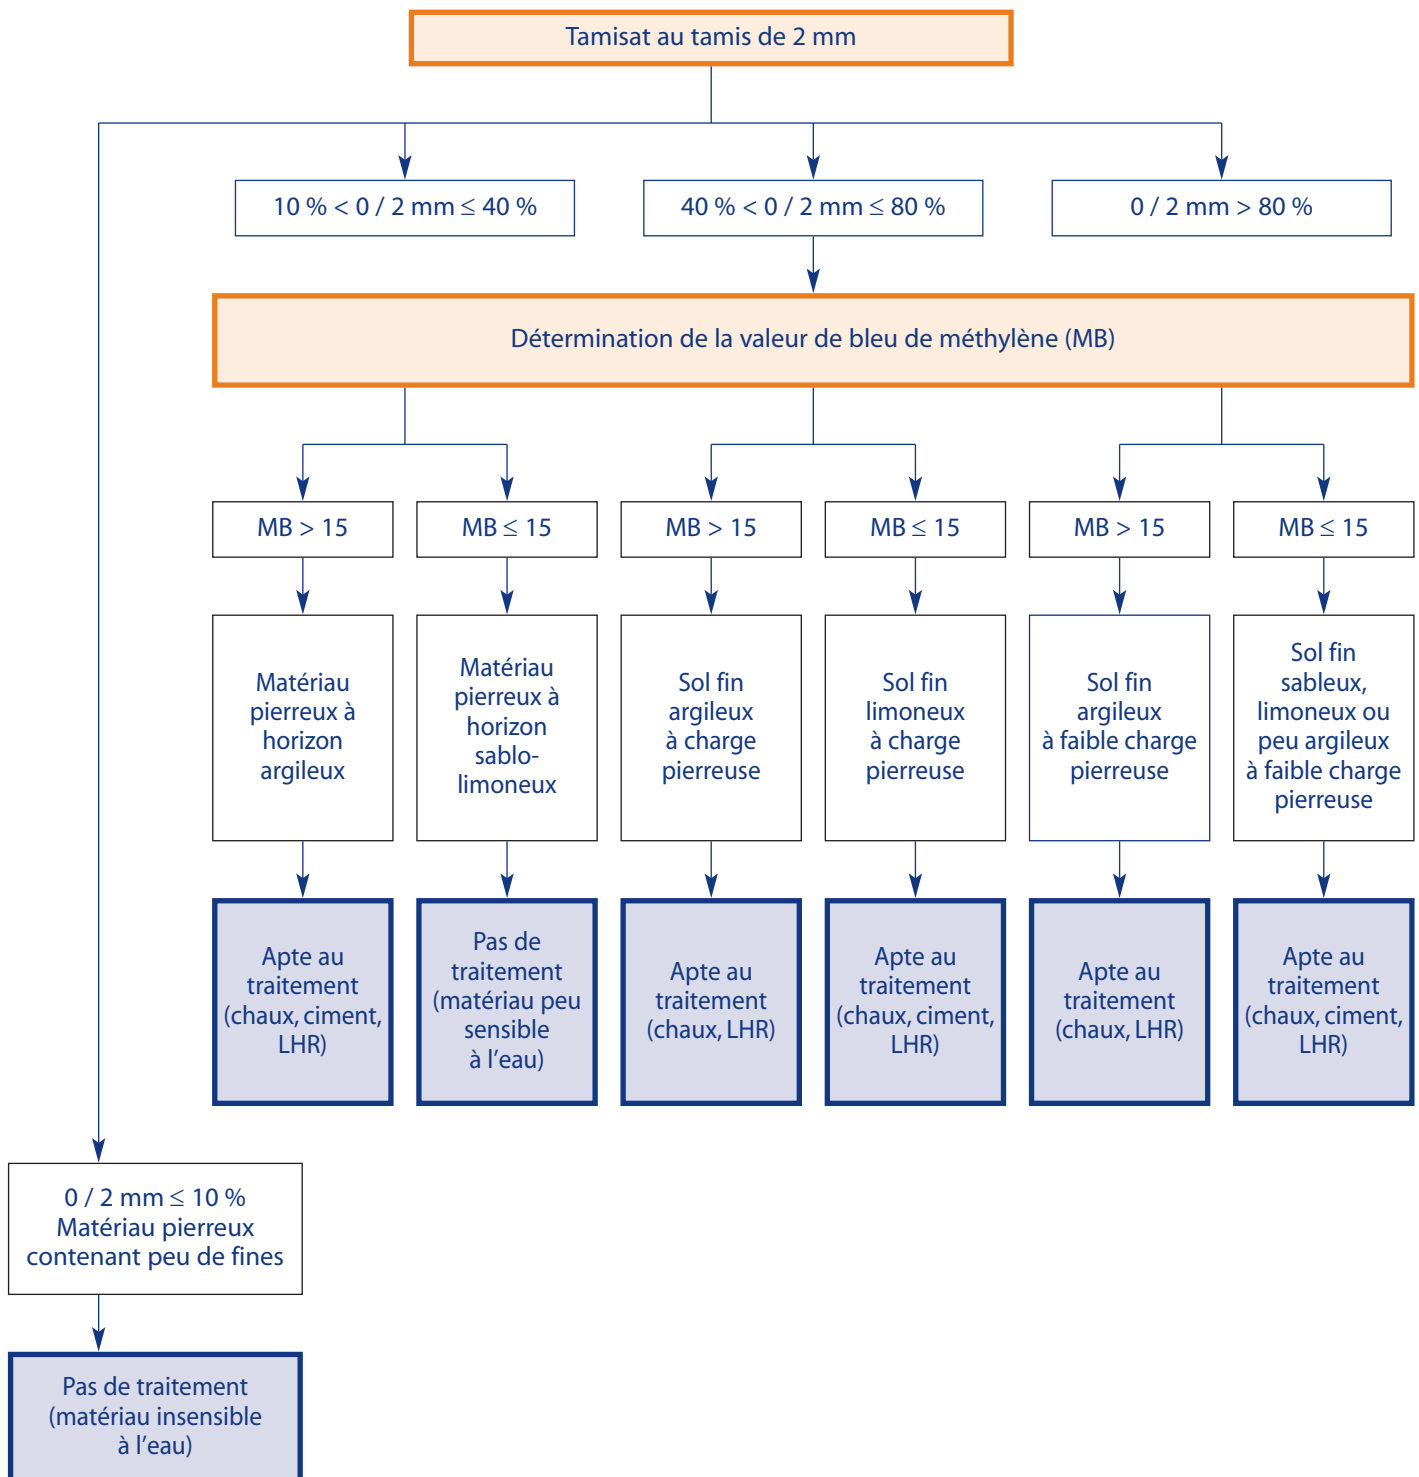 Tamisat au tamis de 2 mm
10 % < 0 / 2 mm ≤ 40 %
40 % < 0 / 2 mm ≤ 80 %
0 / 2 mm > 80 %
Détermination de la valeur de bleu de méthylène (MB)
MB > 15
MB ≤ 15
MB > 15
MB ≤ 15
MB > 15
MB ≤ 15
Matériau
pierreux à
horizon
argileux
Matériau
pierreux à
horizon
sablo-
limoneux
Sol fin
argileux
à charge
pierreuse
Sol fin
limoneux
à charge
pierreuse
Sol fin
argileux
à faible charge
pierreuse
Sol fin
sableux,
limoneux ou
peu argileux
à faible charge
pierreuse
Apte au
traitement
(chaux, ciment,
LHR)
Pas de
traitement
(matériau peu
sensible
à l'eau)
Apte au
traitement
(chaux, LHR)
Apte au
traitement
(chaux, ciment,
LHR)
Apte au
traitement
(chaux, LHR)
Apte au
traitement
(chaux, ciment,
LHR)
0 / 2 mm ≤ 10 %
Matériau pierreux
contenant peu de fines
Pas de traitement
(matériau insensible
à l'eau)